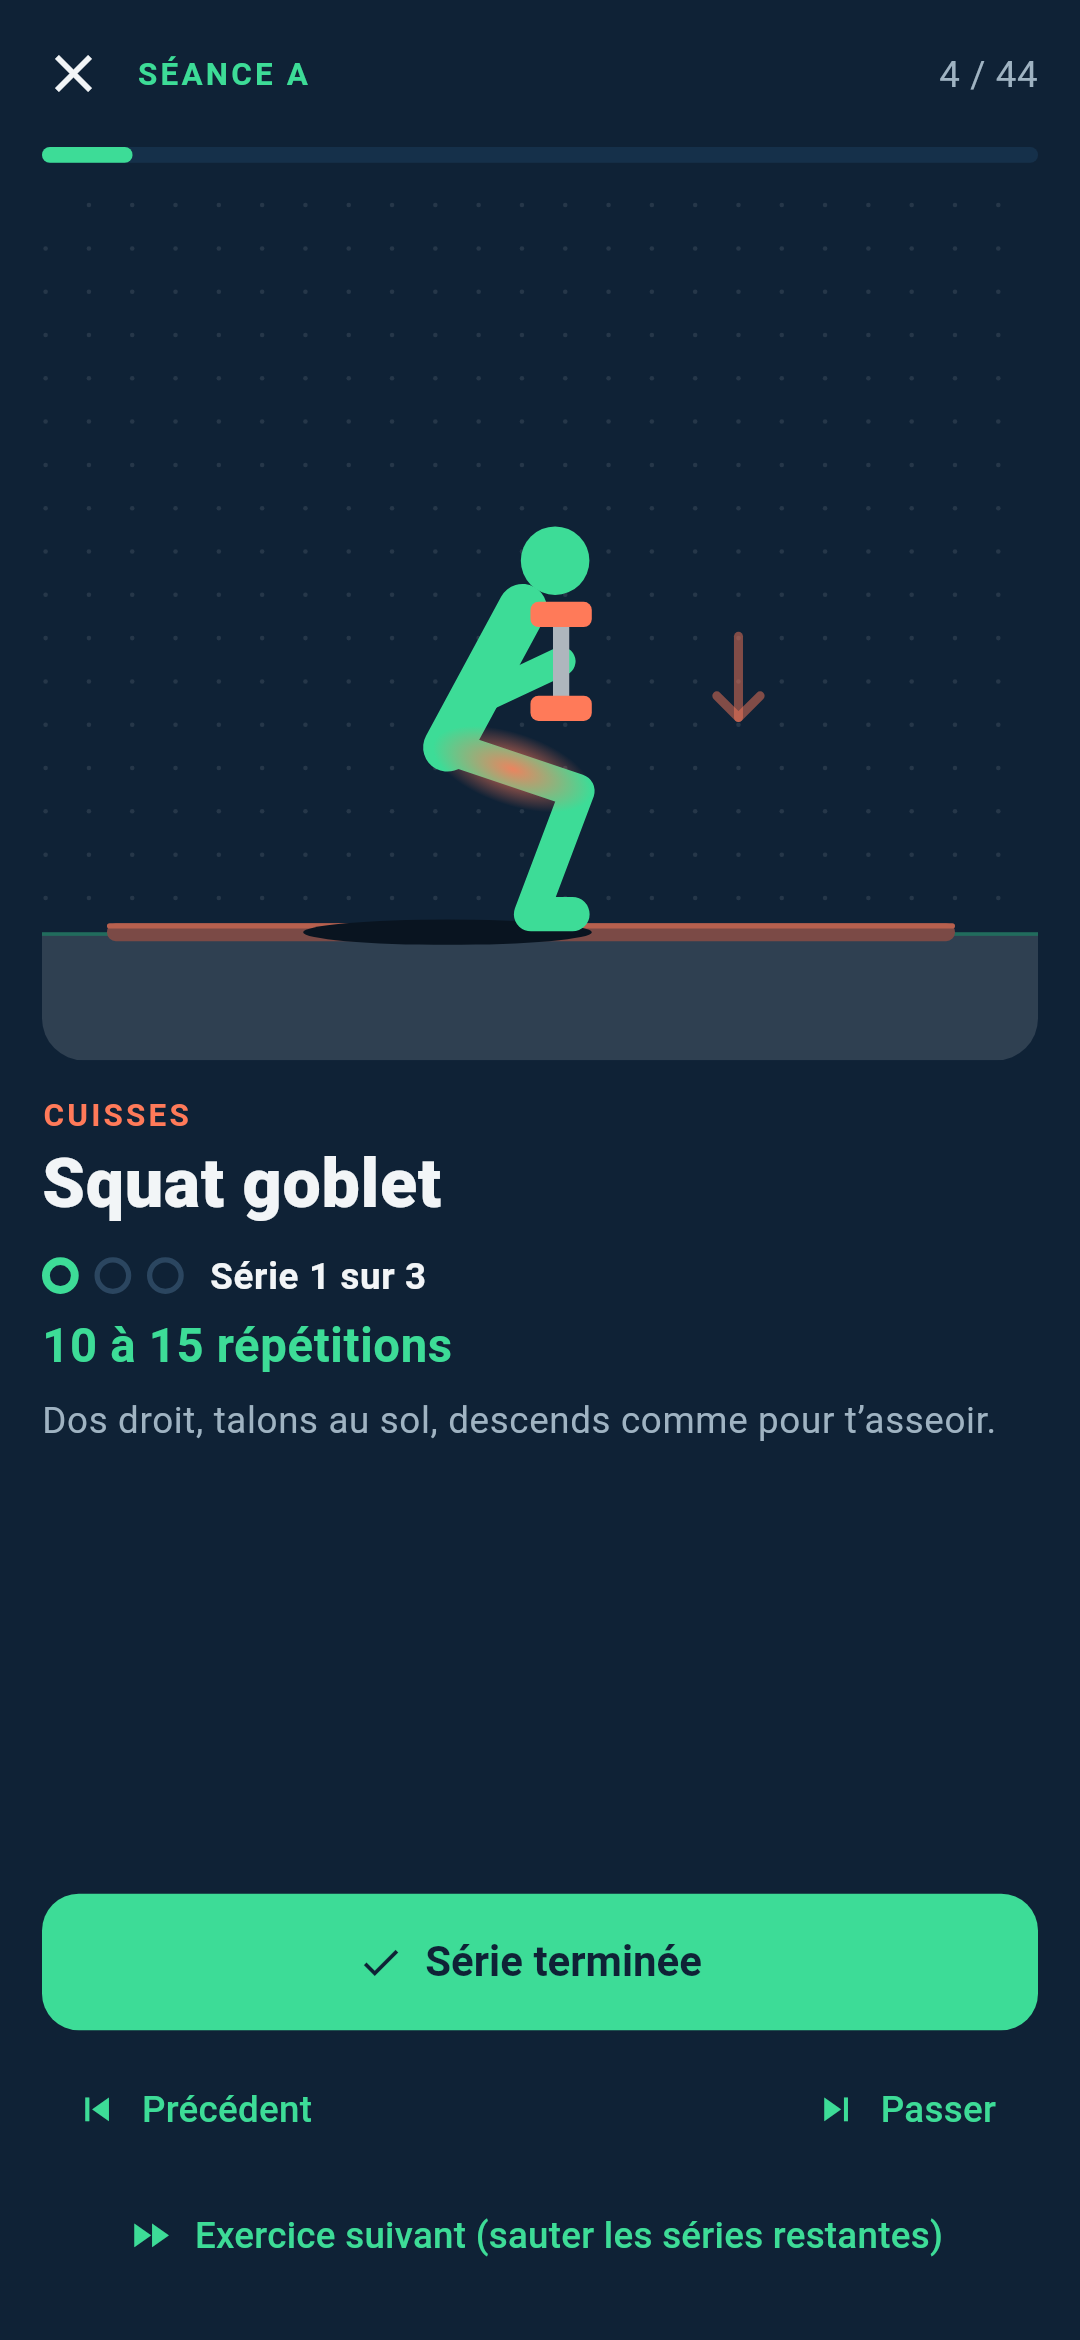 SÉANCE A
4 / 44
CUISSES
Squat goblet
Série 1 sur 3
10 à 15 répétitions
Dos droit, talons au sol, descends comme pour t’asseoir.
Série terminée
Précédent
Passer
Exercice suivant (sauter les séries restantes)